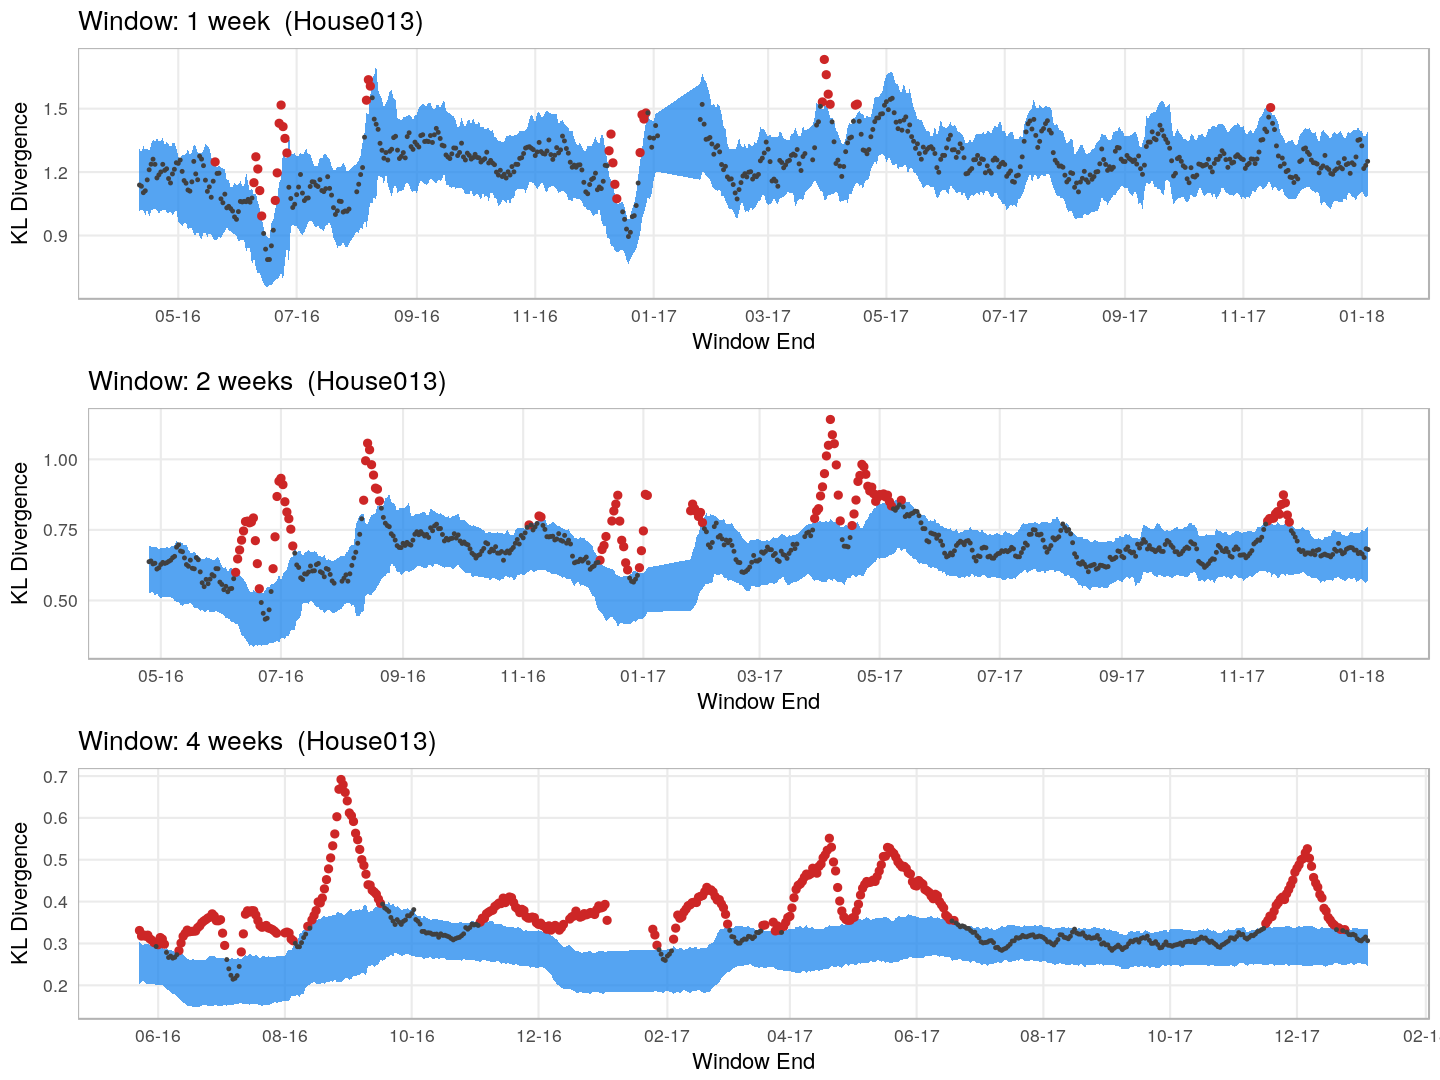 Window: 1 week  (House013)
KL Divergence
1.5
1.2
0.9
05-16 07-16 09-16 11-16 01-17 03-17 05-17 07-17 09-17 11-17 01-18
Window End
Window: 2 weeks  (House013)
KL Divergence
1.00
0.75
0.50
05-16 07-16 09-16 11-16 01-17 03-17 05-17 07-17 09-17 11-17 01-18
Window End
Window: 4 weeks  (House013)
KL Divergence
0.7
0.6
0.5
0.4
0.3
0.2
06-16 08-16 10-16 12-16 02-17 04-17 06-17 08-17 10-17 12-17
Window End